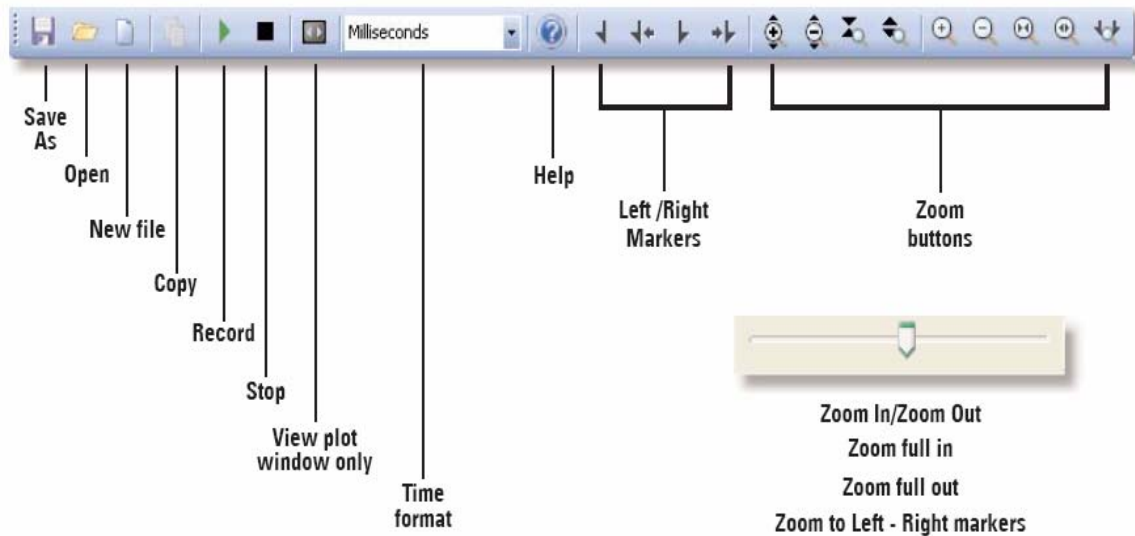 Milliseconds
Save
As
Open
New file
Copy
Record
Stop
View plot
window only
Time
format
Help
Left /Right
Markers
Zoom
buttons
Zoom In/Zoom Out
Zoom full in
Zoom full out
Zoom to Left - Right markers